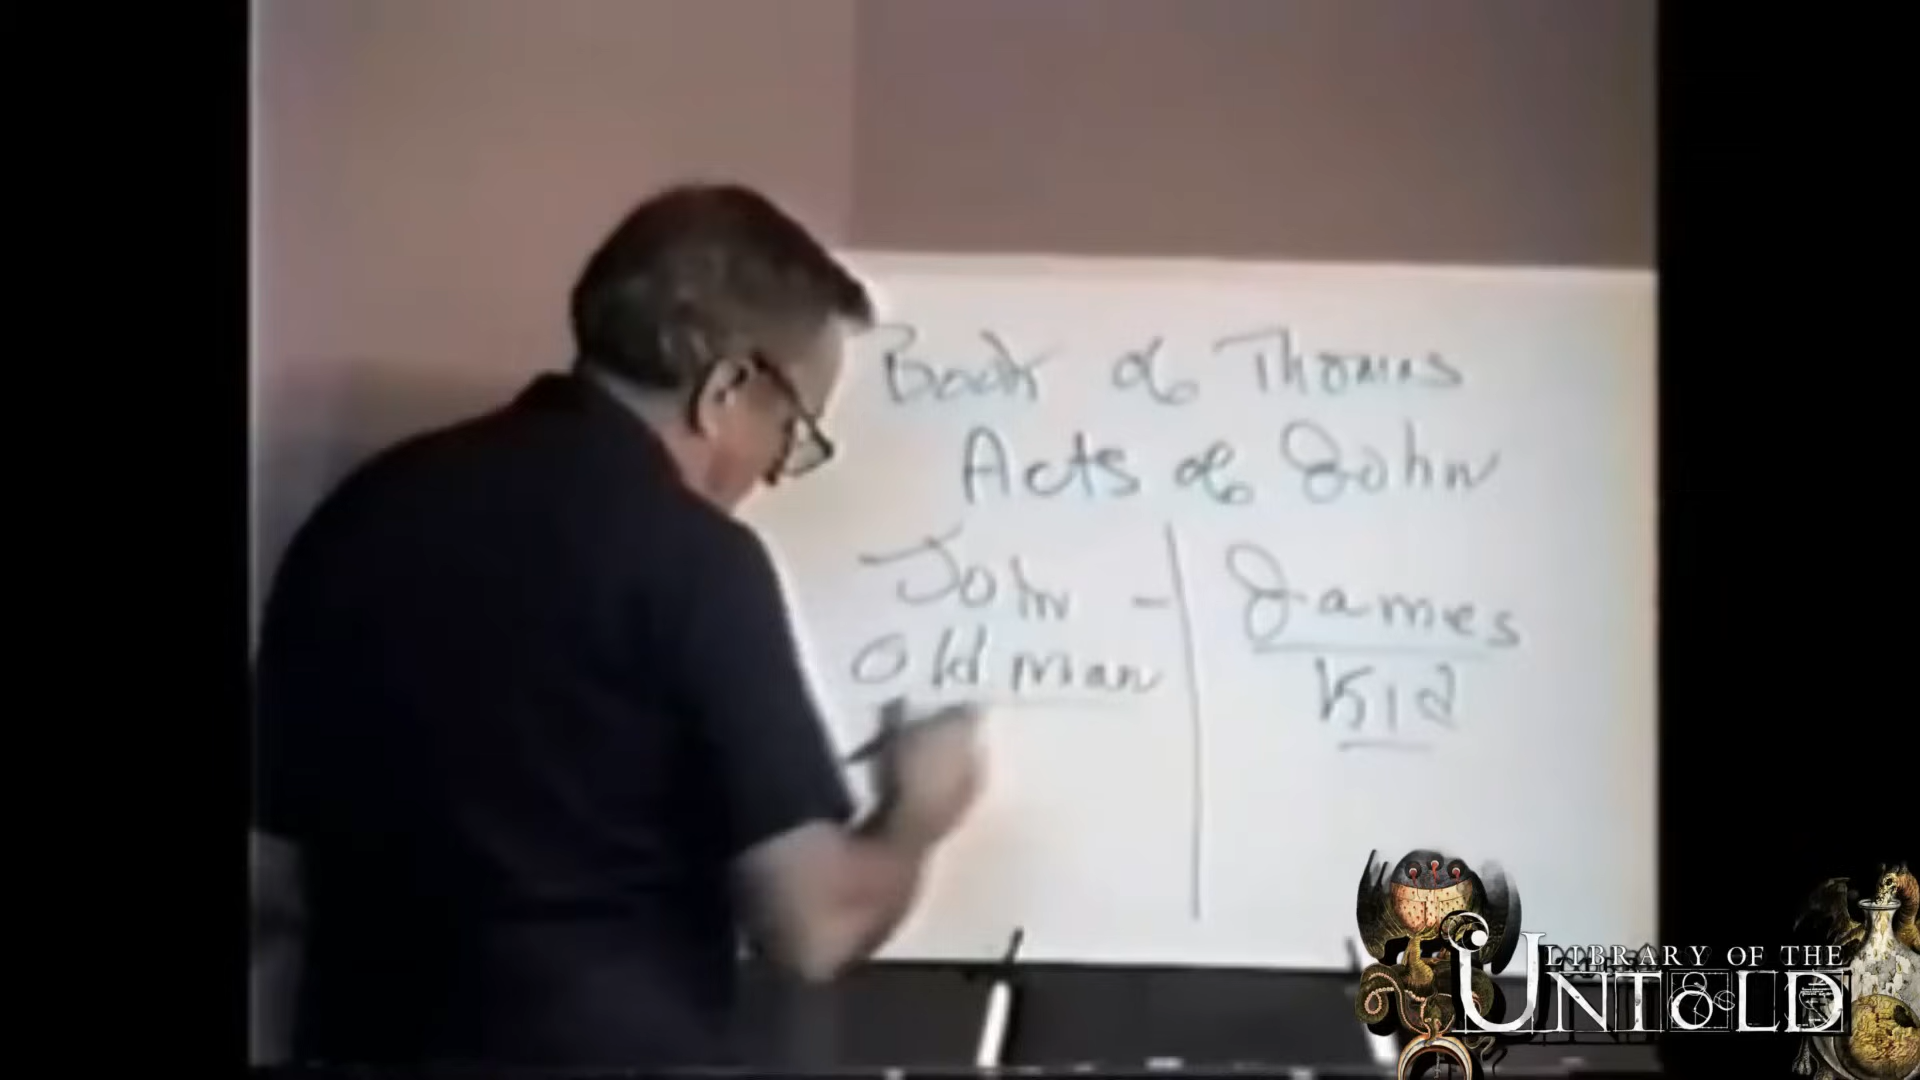 Book of Thomas
Acts of John
John - James
Old man Kid
LIBRARY OF THE
UNTOLD